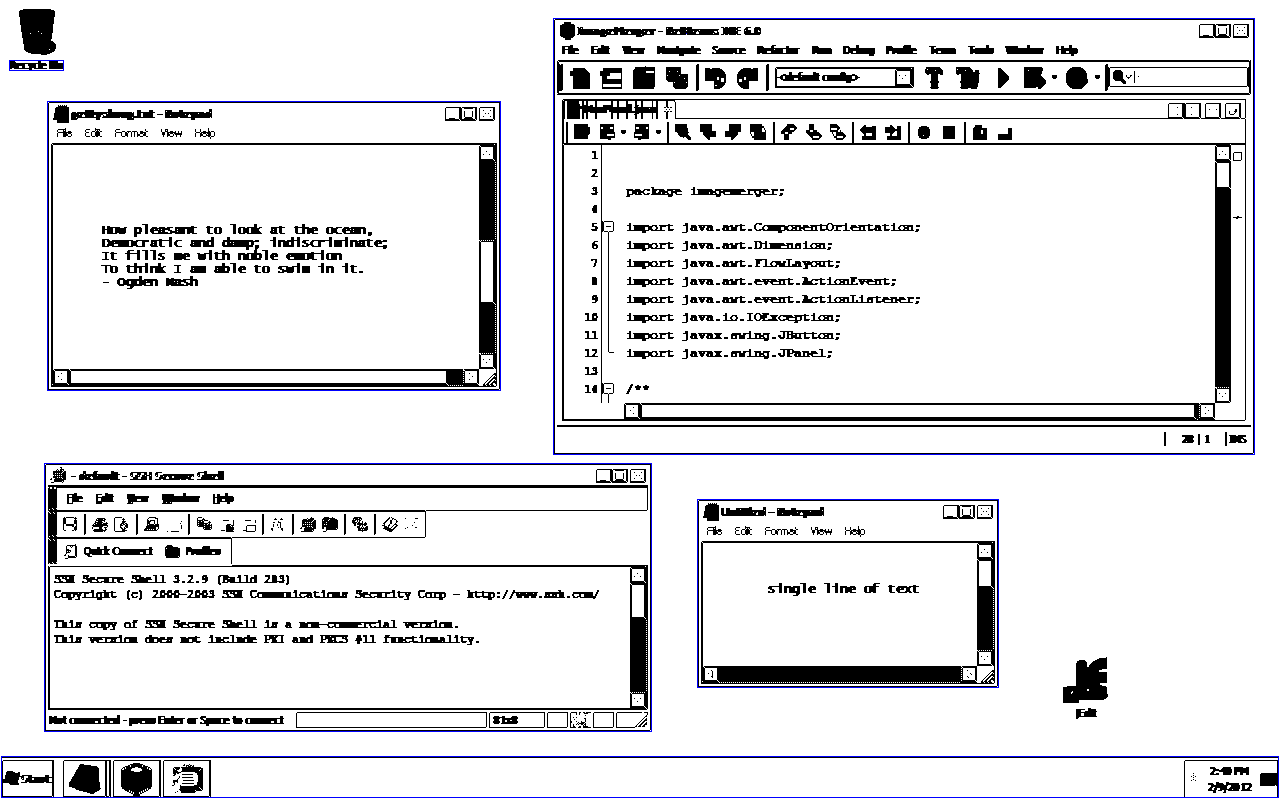 Recycle Bin
gettysburg.txt - Notepad
File Edit Format View Help
How pleasant to look at the ocean,
Democratic and damp; indiscriminate;
It fills me with noble emotion
To think I am able to swim in it.
- Ogden Nash
ImageMerger - NetBeans IDE 6.0
File Edit View Navigate Source Refactor Run Debug Profile Team Tools Window Help
<default config>
1
2
3 package imagemerger;
4
5 import java.awt.ComponentOrientation;
6 import java.awt.Dimension;
7 import java.awt.FlowLayout;
8 import java.awt.event.ActionEvent;
9 import java.awt.event.ActionListener;
10 import java.io.IOException;
11 import javax.swing.JButton;
12 import javax.swing.JPanel;
13
14 /**
28 | 1 INS
- default - SSH Secure Shell
File Edit View Window Help
Quick Connect Profiles
SSH Secure Shell 3.2.9 (Build 283)
Copyright (c) 2000-2003 SSH Communications Security Corp - http://www.ssh.com/
This copy of SSH Secure Shell is a non-commercial version.
This version does not include PKI and PKCS #11 functionality.
Not connected - press Enter or Space to connect
81x8
Untitled - Notepad
File Edit Format View Help
single line of text
jEdit
Start
2:40 PM
2/9/2012